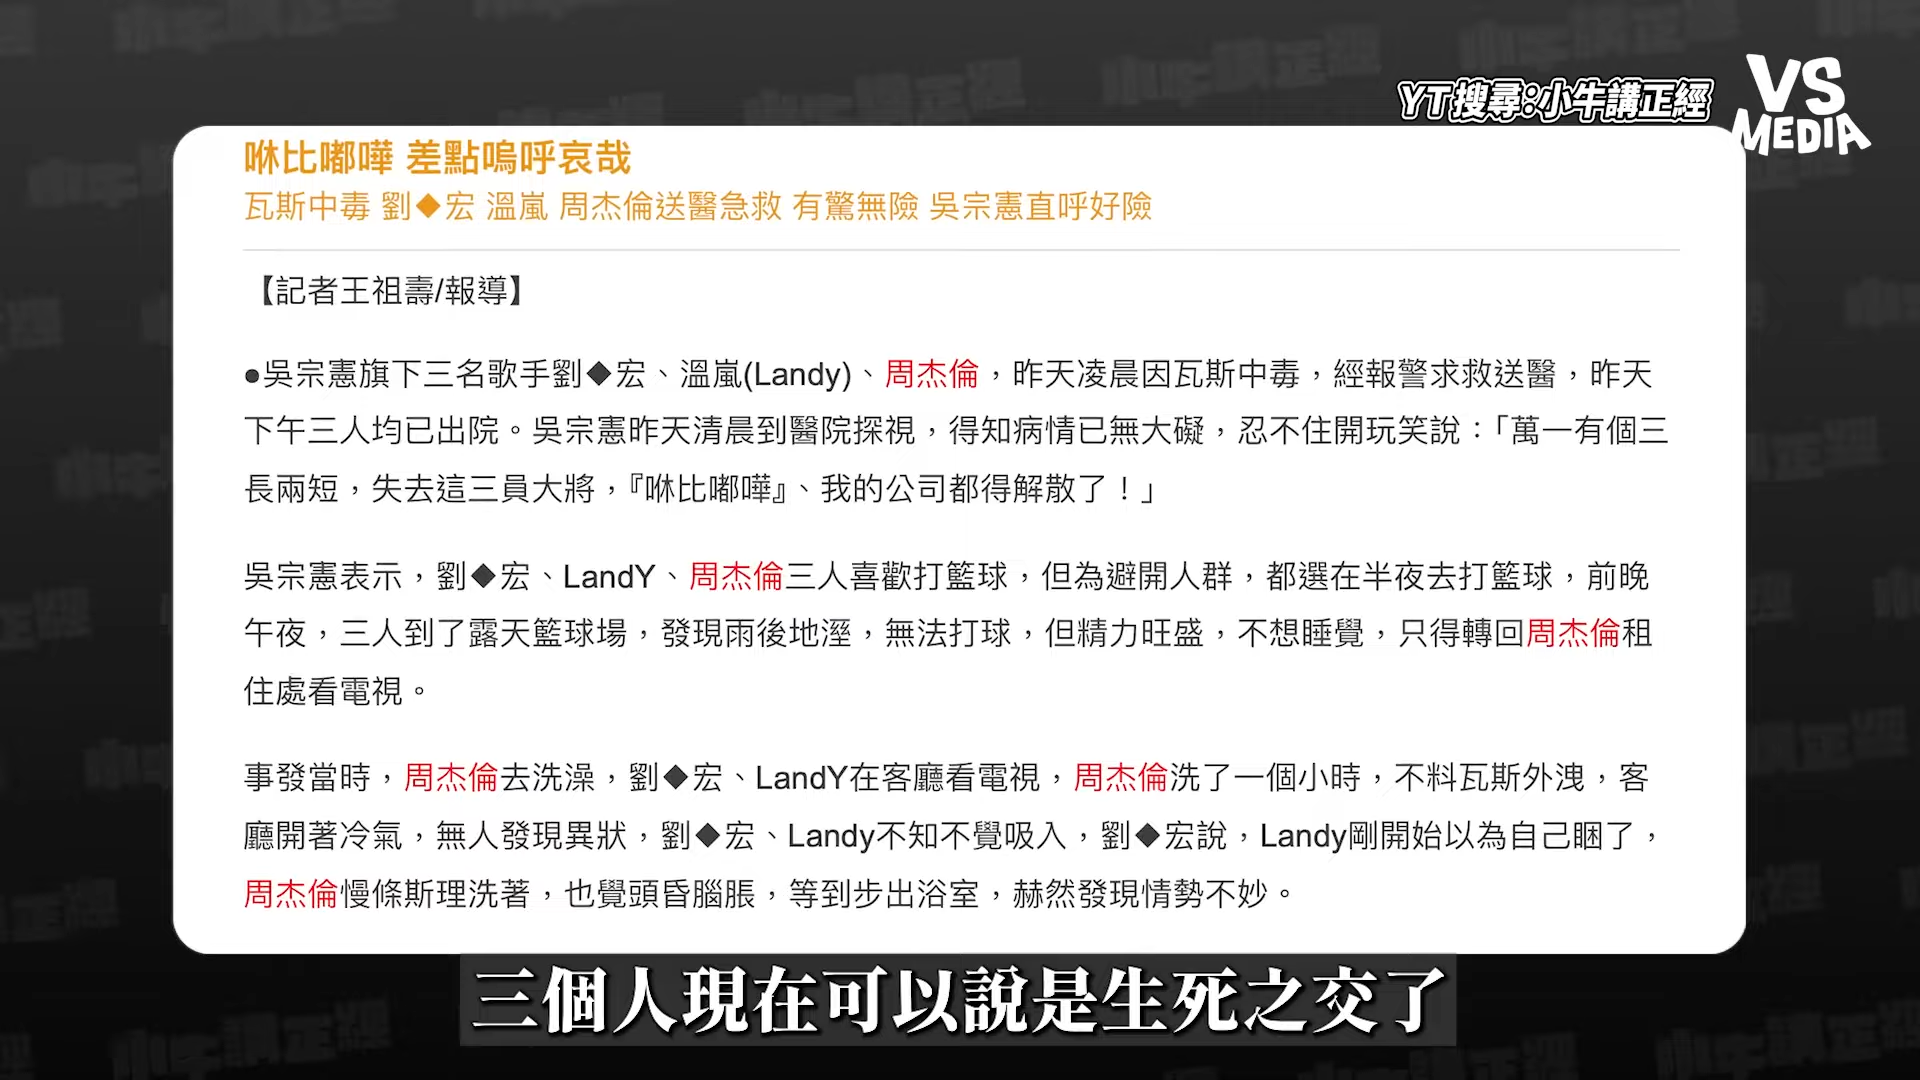 YT搜尋:小牛講正經
VS
MEDIA
咻比嘟嘩 差點嗚呼哀哉
瓦斯中毒 劉◆宏 溫嵐 周杰倫送醫急救 有驚無險 吳宗憲直呼好險
【記者王祖壽/報導】
●吳宗憲旗下三名歌手劉◆宏、溫嵐(Landy)、周杰倫，昨天凌晨因瓦斯中毒，經報警求救送醫，昨天
下午三人均已出院。吳宗憲昨天清晨到醫院探視，得知病情已無大礙，忍不住開玩笑說：「萬一有個三
長兩短，失去這三員大將，『咻比嘟嘩』、我的公司都得解散了！」
吳宗憲表示，劉◆宏、LandY、周杰倫三人喜歡打籃球，但為避開人群，都選在半夜去打籃球，前晚
午夜，三人到了露天籃球場，發現雨後地溼，無法打球，但精力旺盛，不想睡覺，只得轉回周杰倫租
住處看電視。
事發當時，周杰倫去洗澡，劉◆宏、LandY在客廳看電視，周杰倫洗了一個小時，不料瓦斯外洩，客
廳開著冷氣，無人發現異狀，劉◆宏、Landy不知不覺吸入，劉◆宏說，Landy剛開始以為自己睏了，
周杰倫慢條斯理洗著，也覺頭昏腦脹，等到步出浴室，赫然發現情勢不妙。
三個人現在可以說是生死之交了